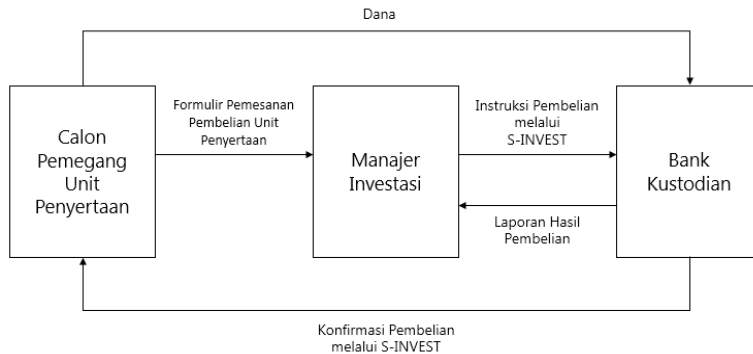 Dana
Calon
Pemegang
Unit
Penyertaan
Formulir Pemesanan
Pembelian Unit
Penyertaan
Manajer
Investasi
Instruksi Pembelian
melalui
S-INVEST
Laporan Hasil
Pembelian
Bank
Kustodian
Konfirmasi Pembelian
melalui S-INVEST